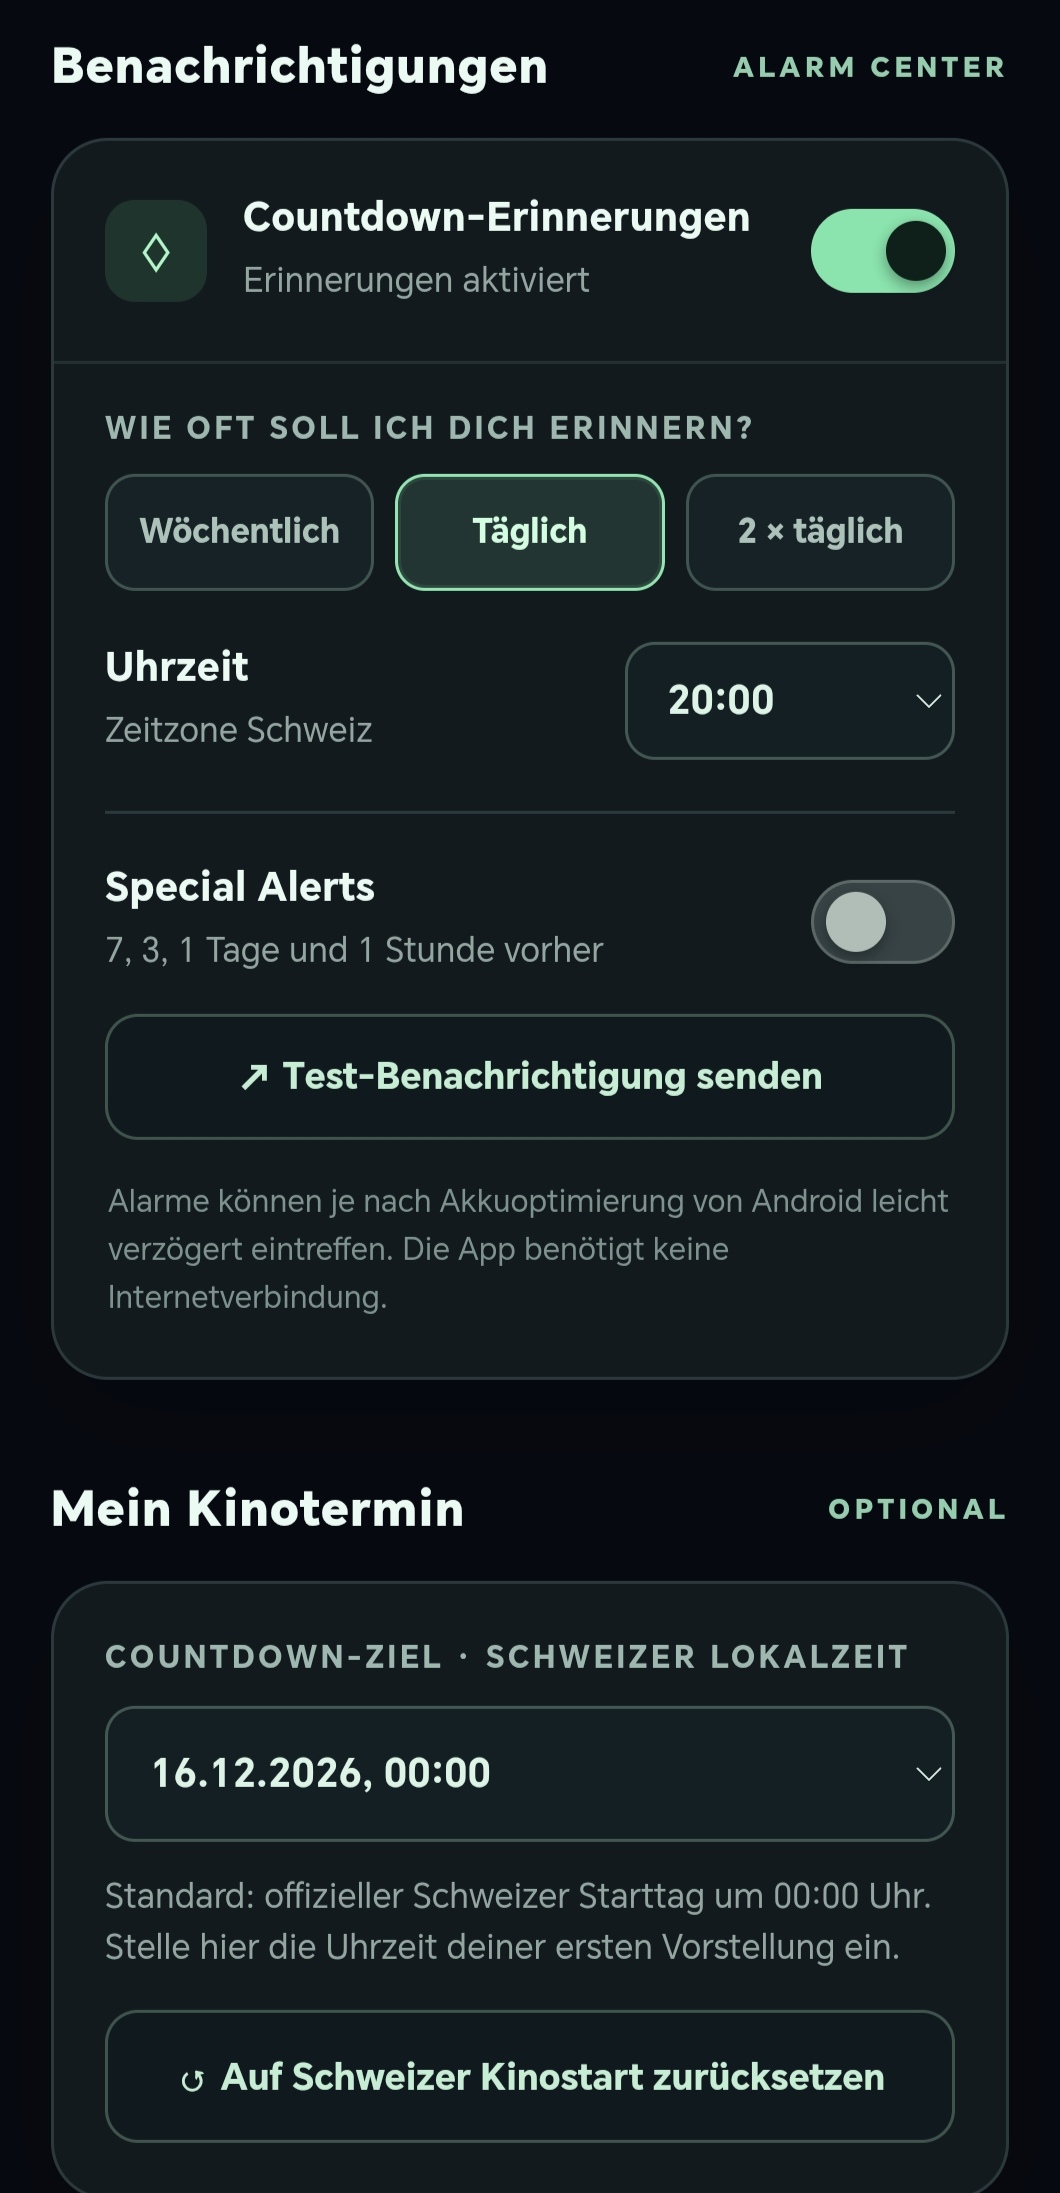 Benachrichtigungen
ALARM CENTER
Countdown-Erinnerungen
Erinnerungen aktiviert
WIE OFT SOLL ICH DICH ERINNERN?
Wöchentlich
Täglich
2 × täglich
Uhrzeit
Zeitzone Schweiz
20:00
Special Alerts
7, 3, 1 Tage und 1 Stunde vorher
↗ Test-Benachrichtigung senden
Alarme können je nach Akkuoptimierung von Android leicht
verzögert eintreffen. Die App benötigt keine
Internetverbindung.
Mein Kinotermin
OPTIONAL
COUNTDOWN-ZIEL · SCHWEIZER LOKALZEIT
16.12.2026, 00:00
Standard: offizieller Schweizer Starttag um 00:00 Uhr.
Stelle hier die Uhrzeit deiner ersten Vorstellung ein.
↺ Auf Schweizer Kinostart zurücksetzen